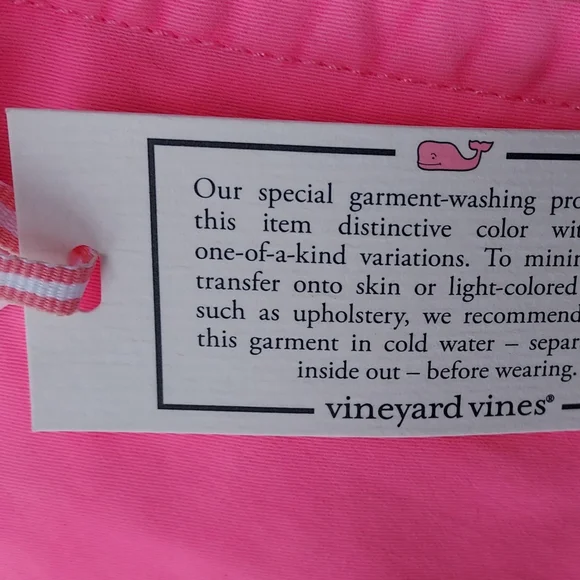 Our special garment-washing pro
this item distinctive color wit
one-of-a-kind variations. To minim
transfer onto skin or light-colored
such as upholstery, we recommend
this garment in cold water – separ
inside out – before wearing.
vineyard vines®